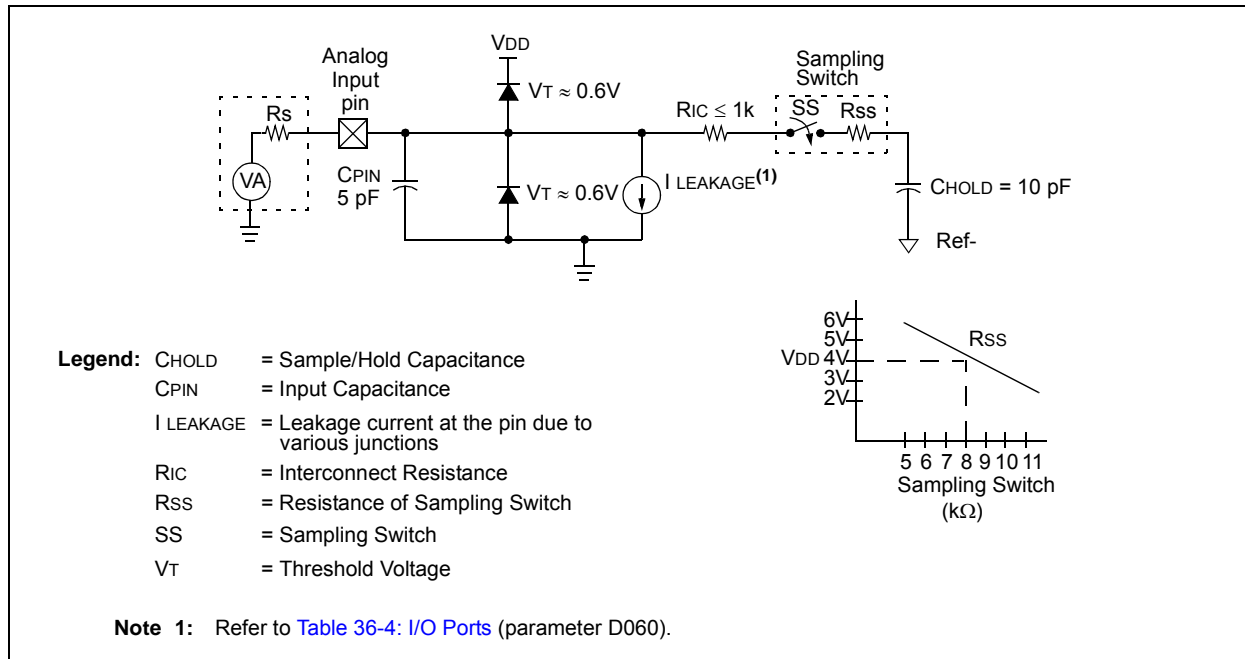 VDD
Analog
Input
pin
Sampling
Switch
Rs
VT ≈ 0.6V
RIC ≤ 1k
SS
Rss
VA
CPIN
5 pF
VT ≈ 0.6V
I LEAKAGE(1)
CHOLD = 10 pF
Ref-
6V
5V
VDD 4V
3V
2V
RSS
5 6 7 8 9 10 11
Sampling Switch
(kΩ)
Legend: CHOLD = Sample/Hold Capacitance
CPIN = Input Capacitance
I LEAKAGE = Leakage current at the pin due to
various junctions
RIC = Interconnect Resistance
RSS = Resistance of Sampling Switch
SS = Sampling Switch
VT = Threshold Voltage
Note 1: Refer to Table 36-4: I/O Ports (parameter D060).